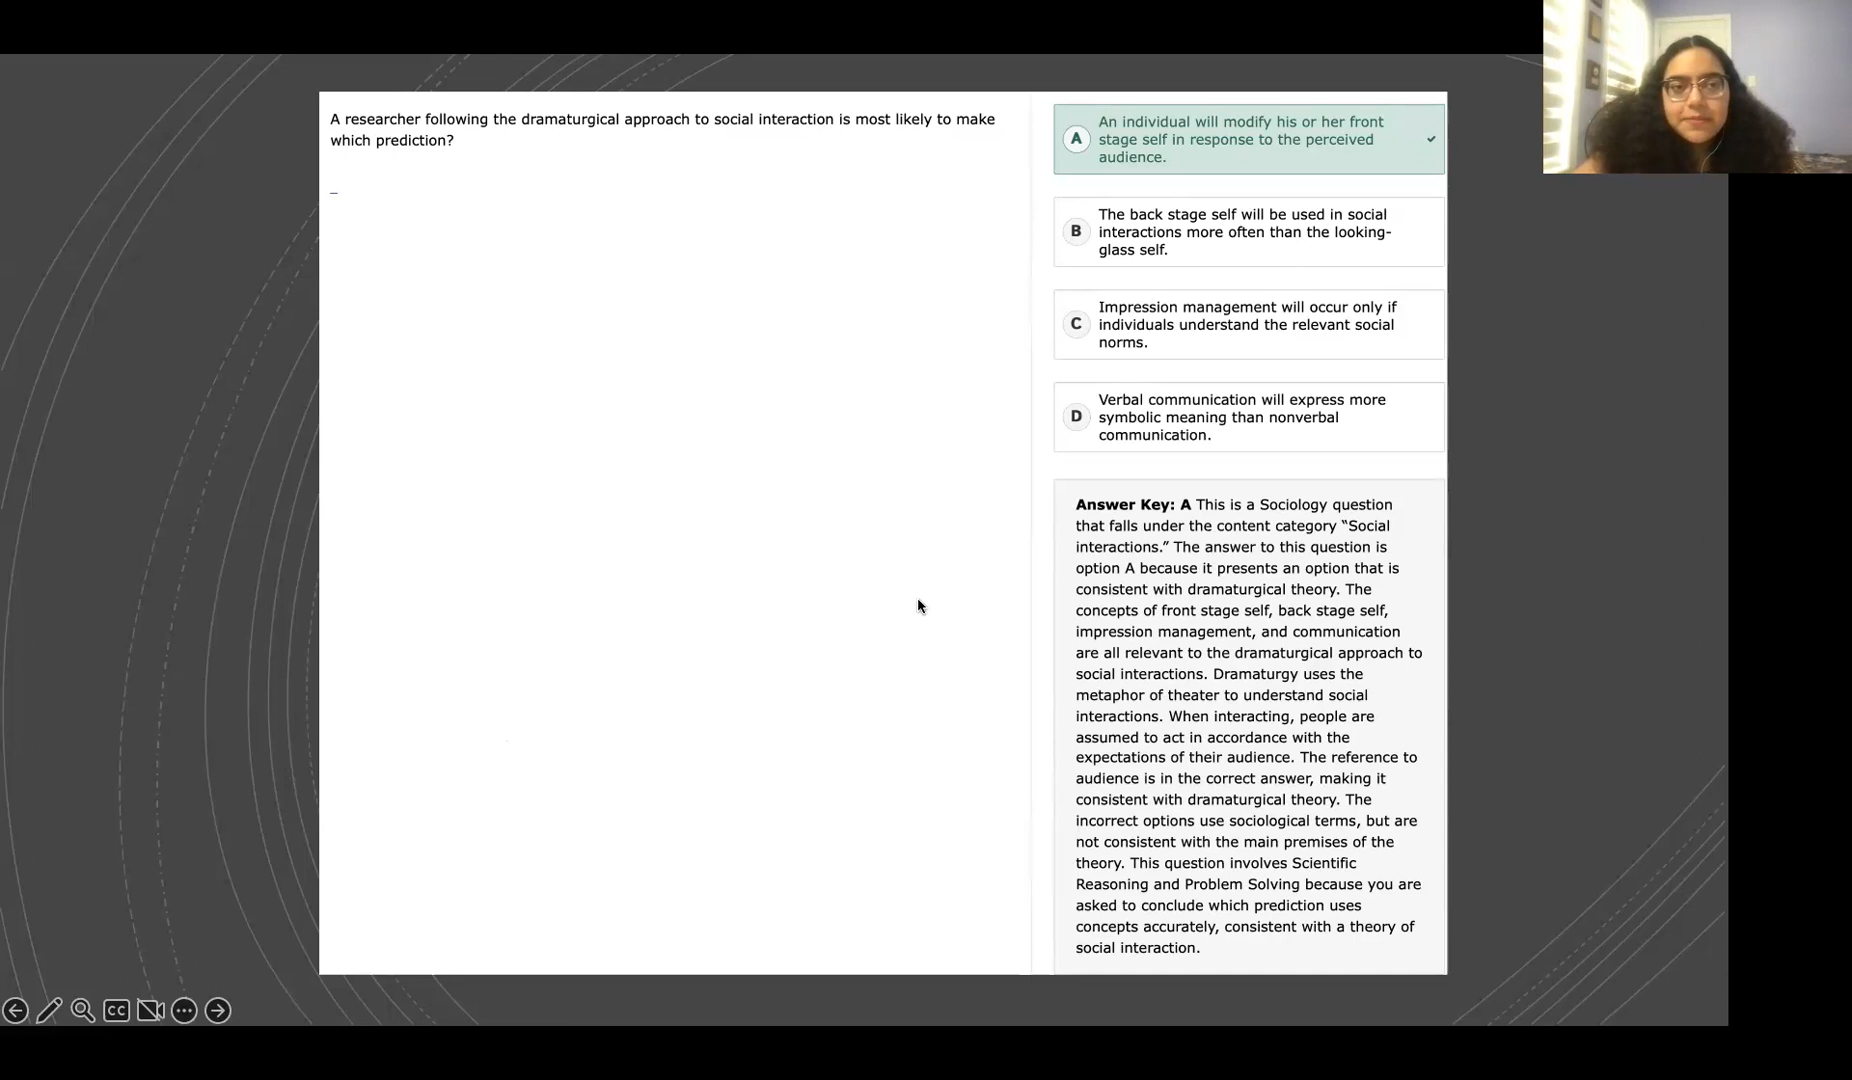 A researcher following the dramaturgical approach to social interaction is most likely to make
which prediction?
_
A An individual will modify his or her front
stage self in response to the perceived
audience.
B The back stage self will be used in social
interactions more often than the looking-
glass self.
C Impression management will occur only if
individuals understand the relevant social
norms.
D Verbal communication will express more
symbolic meaning than nonverbal
communication.
Answer Key: A This is a Sociology question
that falls under the content category “Social
interactions.” The answer to this question is
option A because it presents an option that is
consistent with dramaturgical theory. The
concepts of front stage self, back stage self,
impression management, and communication
are all relevant to the dramaturgical approach to
social interactions. Dramaturgy uses the
metaphor of theater to understand social
interactions. When interacting, people are
assumed to act in accordance with the
expectations of their audience. The reference to
audience is in the correct answer, making it
consistent with dramaturgical theory. The
incorrect options use sociological terms, but are
not consistent with the main premises of the
theory. This question involves Scientific
Reasoning and Problem Solving because you are
asked to conclude which prediction uses
concepts accurately, consistent with a theory of
social interaction.
CC